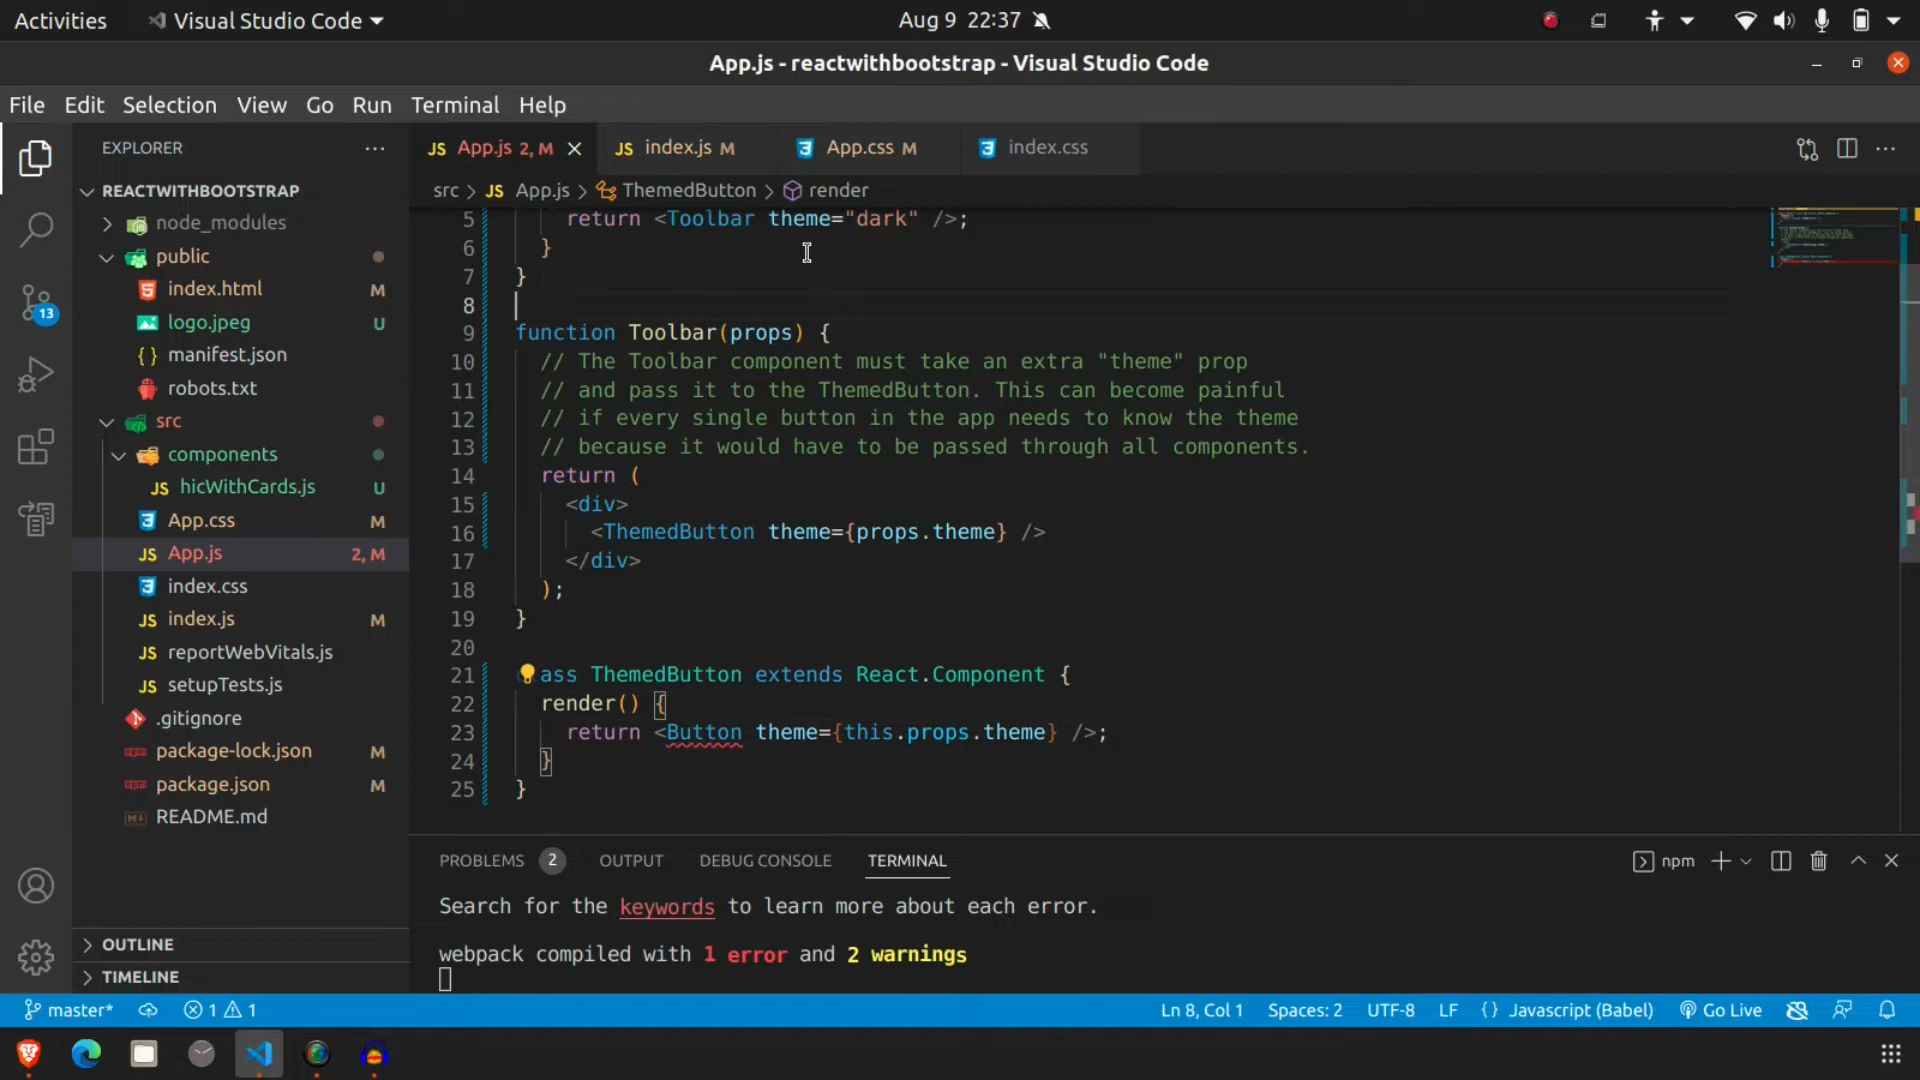 Activities
Visual Studio Code
Aug 9 22:37
App.js - reactwithbootstrap - Visual Studio Code
File Edit Selection View Go Run Terminal Help
EXPLORER
REACTWITHBOOTSTRAP
node_modules
public
index.html M
logo.jpeg U
manifest.json
robots.txt
src
components
hicWithCards.js U
App.css M
App.js 2, M
index.css
index.js M
reportWebVitals.js
setupTests.js
.gitignore
package-lock.json M
package.json M
README.md
OUTLINE
TIMELINE
13
JS App.js 2, M
JS index.js M
App.css M
index.css
src > JS App.js > ThemedButton > render
5 return <Toolbar theme="dark" />;
6 }
7 }
8
9 function Toolbar(props) {
10 // The Toolbar component must take an extra "theme" prop
11 // and pass it to the ThemedButton. This can become painful
12 // if every single button in the app needs to know the theme
13 // because it would have to be passed through all components.
14 return (
15 <div>
16 <ThemedButton theme={props.theme} />
17 </div>
18 );
19 }
20
21 ass ThemedButton extends React.Component {
22 render() {
23 return <Button theme={this.props.theme} />;
24 }
25 }
PROBLEMS 2 OUTPUT DEBUG CONSOLE TERMINAL
npm
Search for the keywords to learn more about each error.
webpack compiled with 1 error and 2 warnings
master* 1 1
Ln 8, Col 1 Spaces: 2 UTF-8 LF {} Javascript (Babel) Go Live